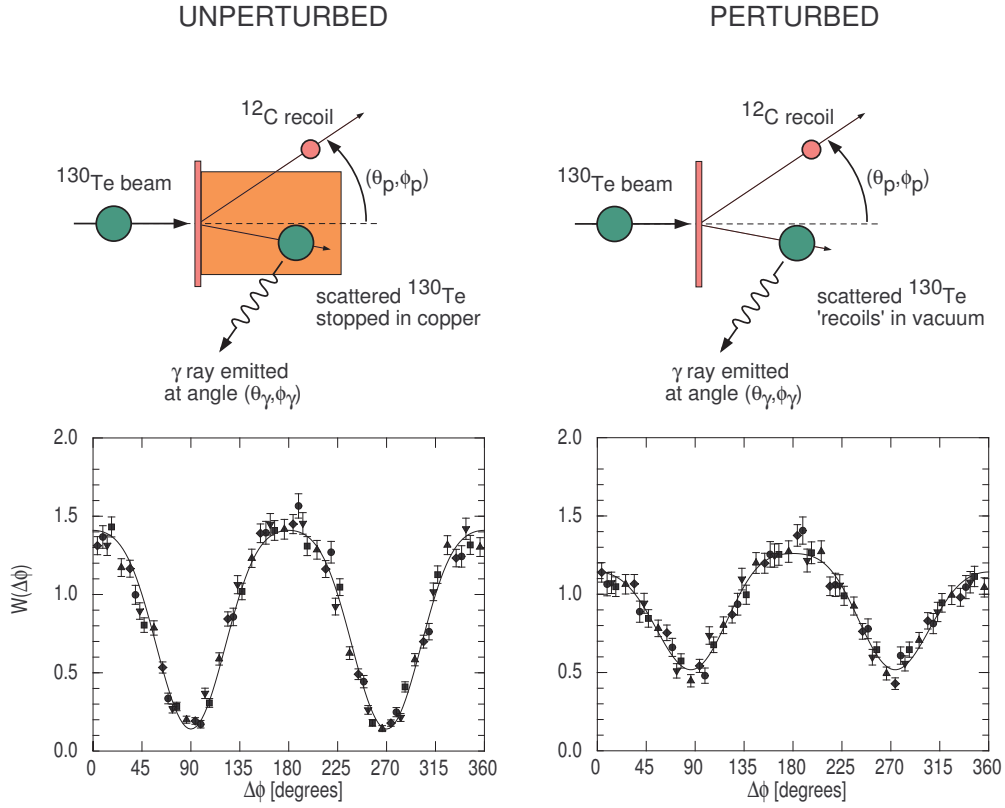 UNPERTURBED
¹²C recoil
¹³⁰Te beam
(θp,ϕp)
scattered ¹³⁰Te
stopped in copper
γ ray emitted
at angle (θγ,ϕγ)
2.0
1.5
1.0
0.5
0.0
W(Δϕ)
0 45 90 135 180 225 270 315 360
Δϕ [degrees]
PERTURBED
¹²C recoil
¹³⁰Te beam
(θp,ϕp)
scattered ¹³⁰Te
'recoils' in vacuum
γ ray emitted
at angle (θγ,ϕγ)
2.0
1.5
1.0
0.5
0.0
0 45 90 135 180 225 270 315 360
Δϕ [degrees]